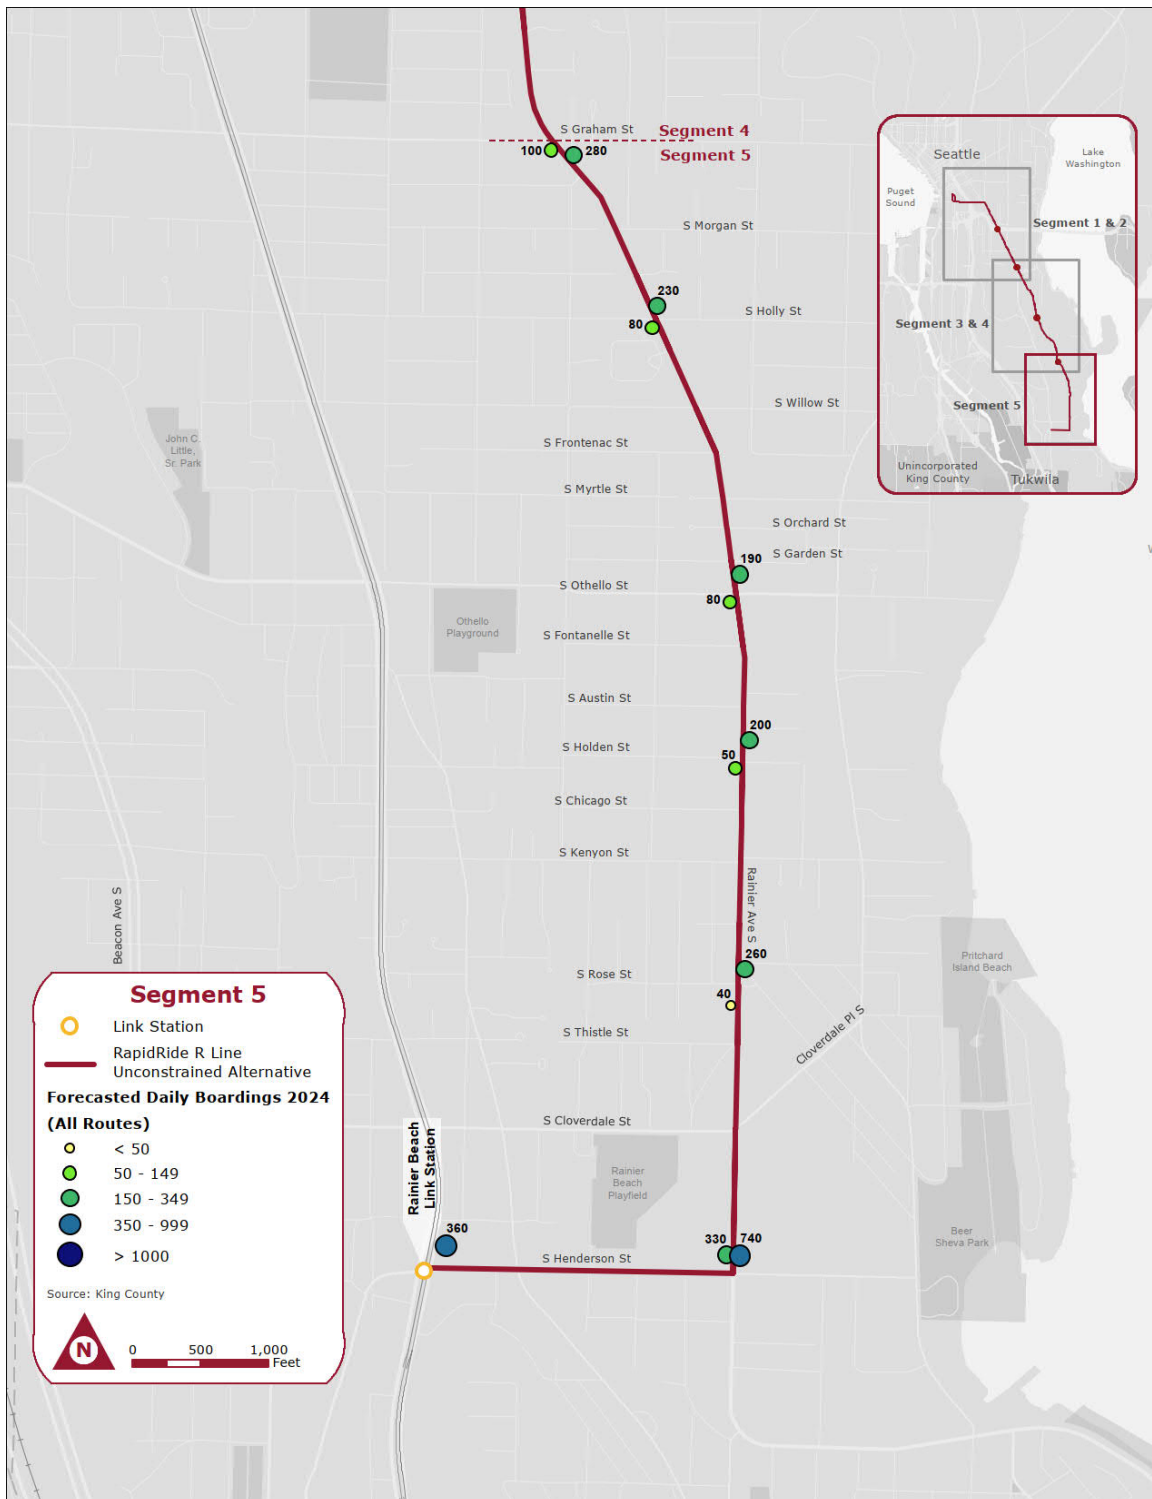 S Graham St
Segment 4
Segment 5
100
280
S Morgan St
230
S Holly St
80
S Willow St
S Frontenac St
S Myrtle St
S Orchard St
S Garden St
190
S Othello St
80
S Fontanelle St
S Austin St
200
S Holden St
50
S Chicago St
S Kenyon St
Rainier Ave S
Beacon Ave S
260
S Rose St
40
S Thistle St
Cloverdale Pl S
S Cloverdale St
Rainier Beach
Link Station
360
330
740
S Henderson St
John C.
Little,
Sr. Park
Othello
Playground
Pritchard
Island Beach
Rainier
Beach
Playfield
Beer
Sheva Park
Seattle
Lake
Washington
Puget
Sound
Segment 1 & 2
Segment 3 & 4
Segment 5
Unincorporated
King County
Tukwila
Segment 5
Link Station
RapidRide R Line
Unconstrained Alternative
Forecasted Daily Boardings 2024
(All Routes)
< 50
50 - 149
150 - 349
350 - 999
> 1000
Source: King County
N
0 500 1,000
Feet